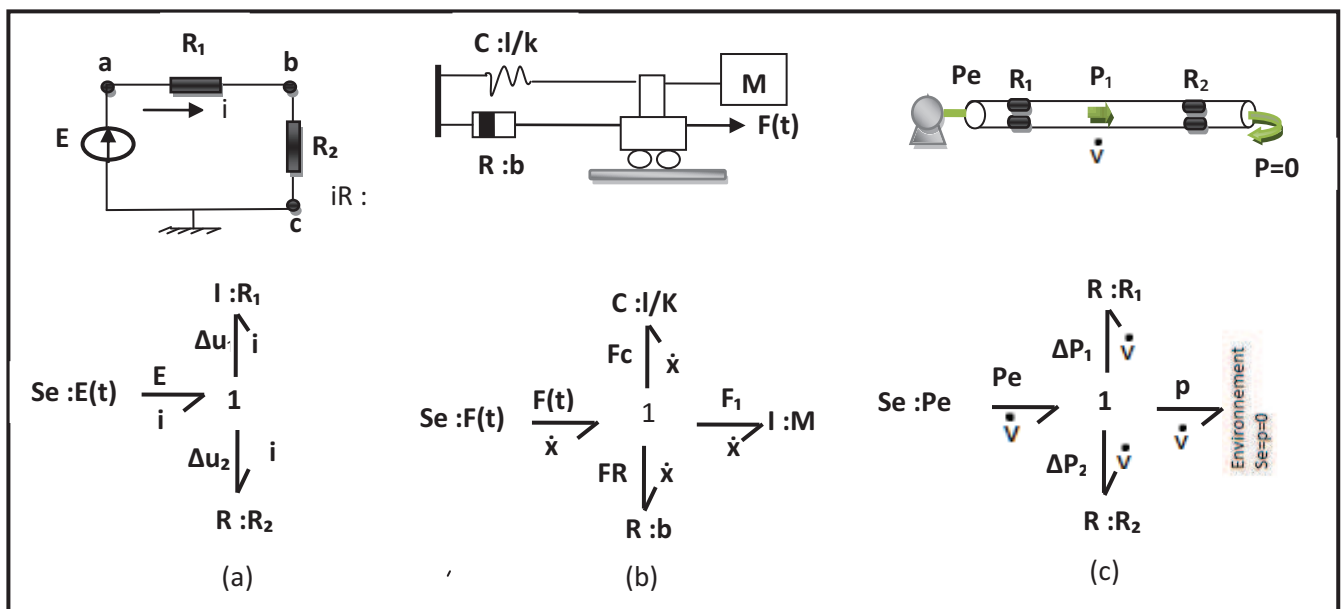 R₁
a
b
i
E
R₂
iR :
c
I :R₁
Δu
i
E
Se :E(t)
1
i
Δu₂
i
R :R₂
(a)
C :l/k
M
F(t)
R :b
C :l/K
Fc
ẋ
F(t)
F₁
Se :F(t)
1
I :M
ẋ
ẋ
FR
ẋ
R :b
(b)
Pe
R₁
P₁
R₂
V̇
P=0
R :R₁
ΔP₁
V̇
Pe
p
Se :Pe
1
V̇
V̇
Environnement
Se=p=0
ΔP₂
V̇
R :R₂
(c)